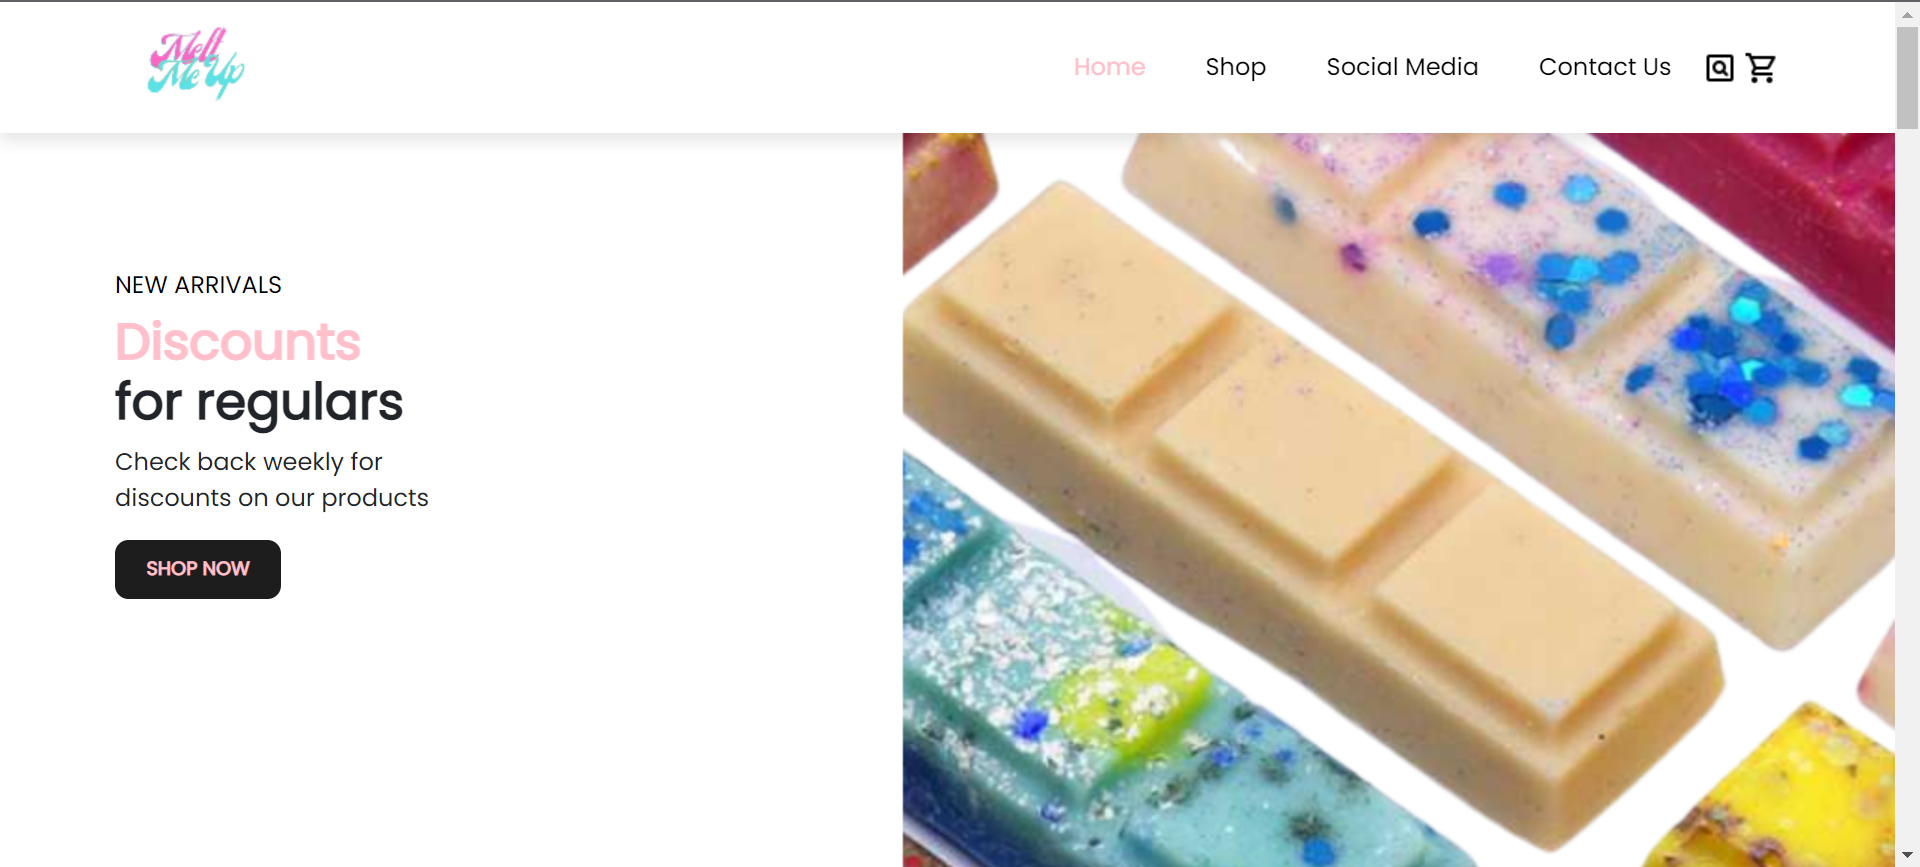 Melt
Me Up
Home
Shop
Social Media
Contact Us
NEW ARRIVALS
Discounts
for regulars
Check back weekly for
discounts on our products
SHOP NOW